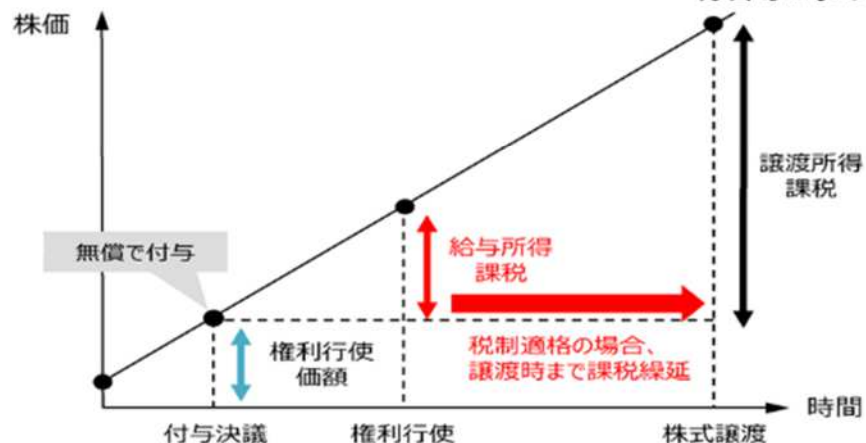 株価
譲渡所得
課税
無償で付与
給与所得
課税
権利行使
価額
税制適格の場合、
譲渡時まで課税繰延
時間
付与決議
権利行使
株式譲渡